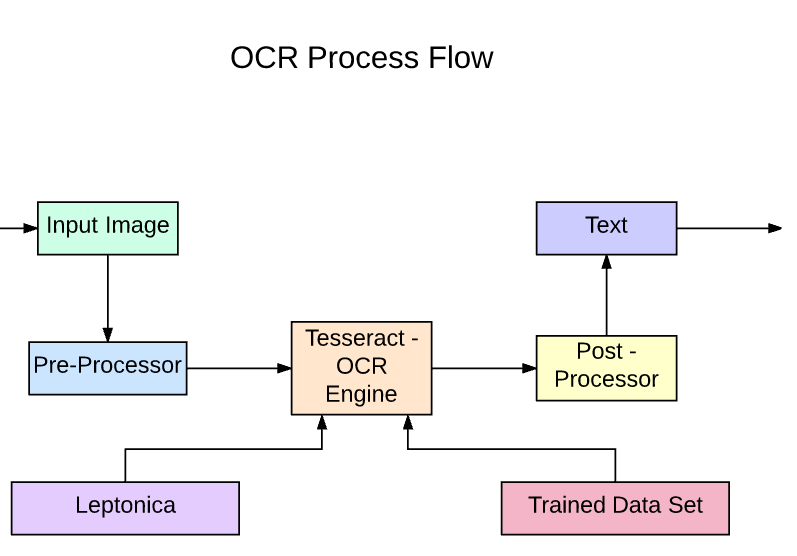 OCR Process Flow
Input Image
Text
Pre-Processor
Tesseract -
OCR
Engine
Post -
Processor
Leptonica
Trained Data Set